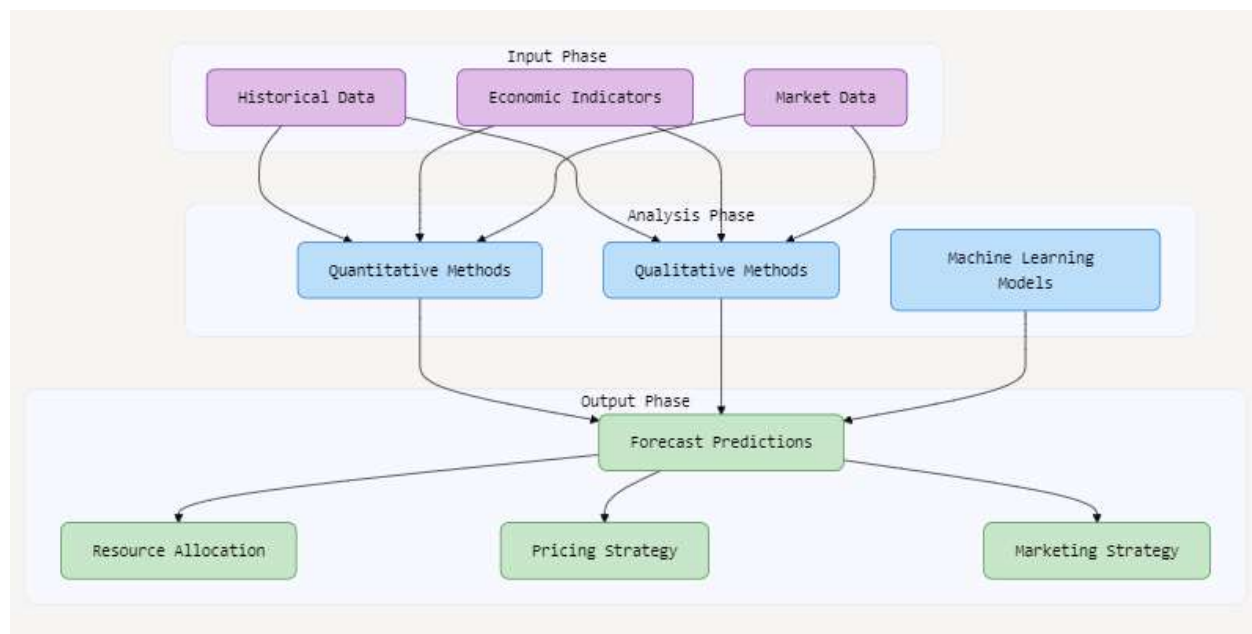 Input Phase
Historical Data
Economic Indicators
Market Data
Analysis Phase
Quantitative Methods
Qualitative Methods
Machine Learning
Models
Output Phase
Forecast Predictions
Resource Allocation
Pricing Strategy
Marketing Strategy